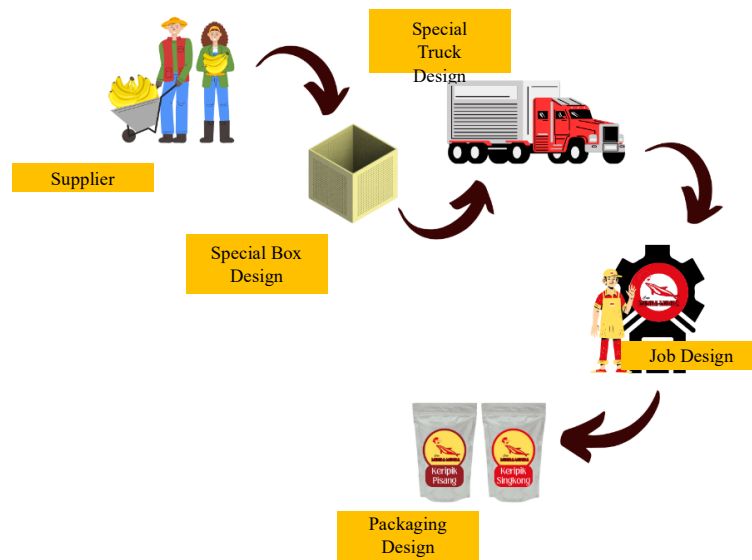 Special
Truck
Design
Supplier
Special Box
Design
Job Design
Keripik
Pisang
Keripik
Singkong
Packaging
Design